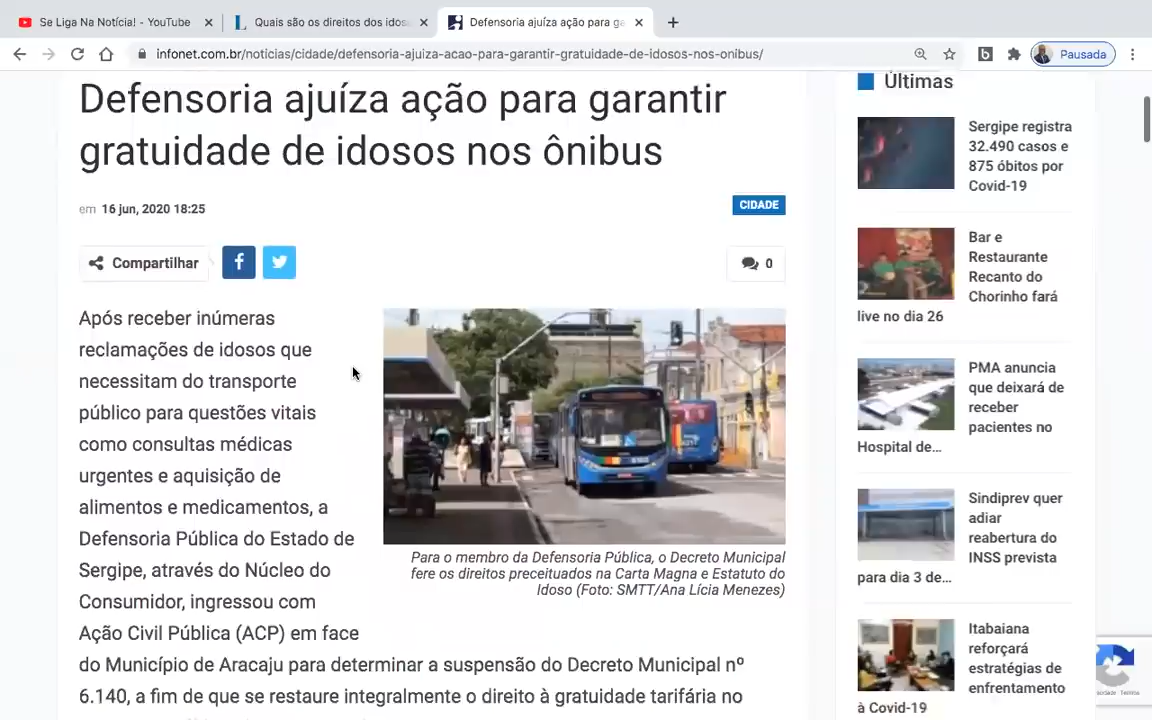 Se Liga Na Notícia! - YouTube
Quais são os direitos dos idos
Defensoria ajuíza ação para ga
infonet.com.br/noticias/cidade/defensoria-ajuiza-acao-para-garantir-gratuidade-de-idosos-nos-onibus/
Pausada
Defensoria ajuíza ação para garantir
gratuidade de idosos nos ônibus
em 16 jun, 2020 18:25
CIDADE
Compartilhar
0
Após receber inúmeras
reclamações de idosos que
necessitam do transporte
público para questões vitais
como consultas médicas
urgentes e aquisição de
alimentos e medicamentos, a
Defensoria Pública do Estado de
Sergipe, através do Núcleo do
Consumidor, ingressou com
Ação Civil Pública (ACP) em face
do Município de Aracaju para determinar a suspensão do Decreto Municipal nº
6.140, a fim de que se restaure integralmente o direito à gratuidade tarifária no
Para o membro da Defensoria Pública, o Decreto Municipal
fere os direitos preceituados na Carta Magna e Estatuto do
Idoso (Foto: SMTT/Ana Lícia Menezes)
Últimas
Sergipe registra
32.490 casos e
875 óbitos por
Covid-19
Bar e
Restaurante
Recanto do
Chorinho fará
live no dia 26
PMA anuncia
que deixará de
receber
pacientes no
Hospital de...
Sindiprev quer
adiar
reabertura do
INSS prevista
para dia 3 de...
Itabaiana
reforçará
estratégias de
enfrentamento
à Covid-19